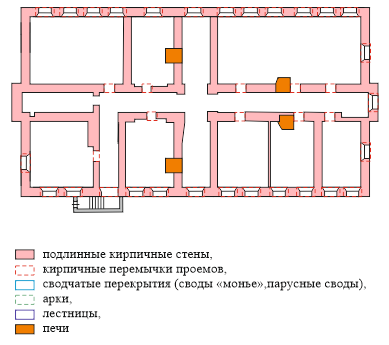 подлинные кирпичные стены,
кирпичные перемычки проемов,
сводчатые перекрытия (своды «монье»,парусные своды),
арки,
лестницы,
печи